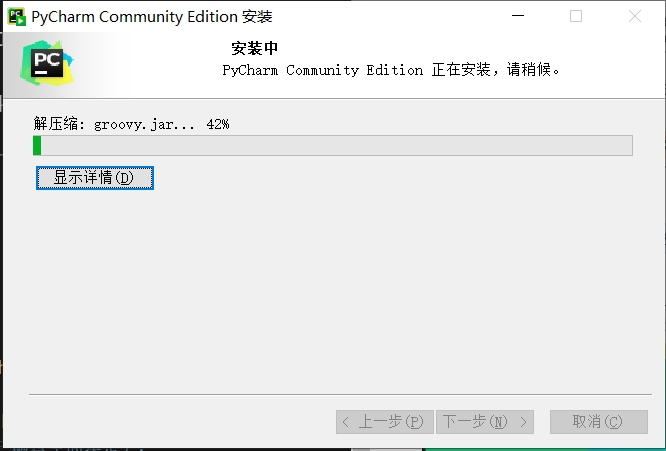 PyCharm Community Edition 安装
PC
安装中
PyCharm Community Edition 正在安装，请稍候。
解压缩: groovy.jar... 42%
显示详情(D)
< 上一步(P) 下一步(N) > 取消(C)